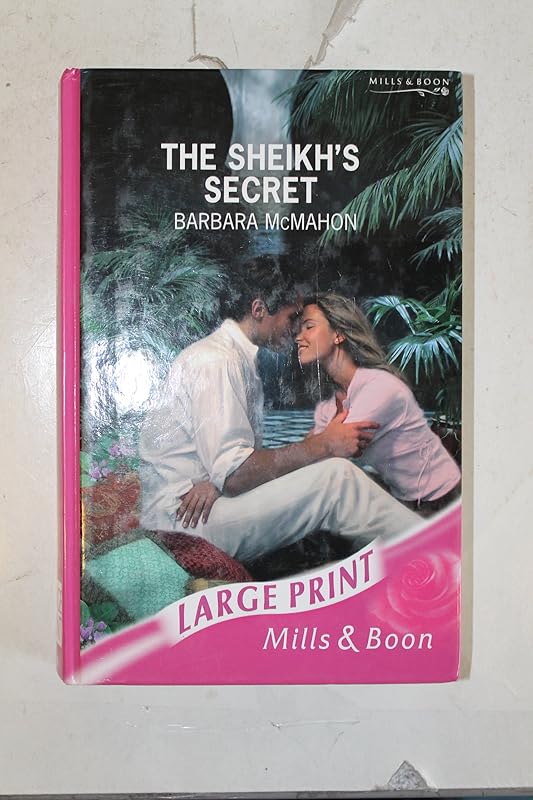 MILLS & BOON
THE SHEIKH'S
SECRET
BARBARA McMAHON
LARGE PRINT
Mills & Boon